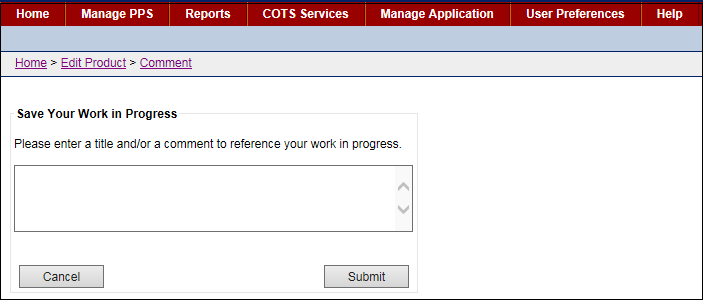 Home Manage PPS Reports COTS Services Manage Application User Preferences Help
Home > Edit Product > Comment
Save Your Work in Progress
Please enter a title and/or a comment to reference your work in progress.
Cancel Submit